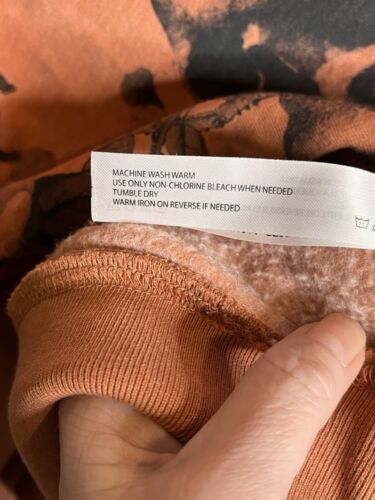 MACHINE WASH WARM
USE ONLY NON-CHLORINE BLEACH WHEN NEEDED
TUMBLE DRY
WARM IRON ON REVERSE IF NEEDED